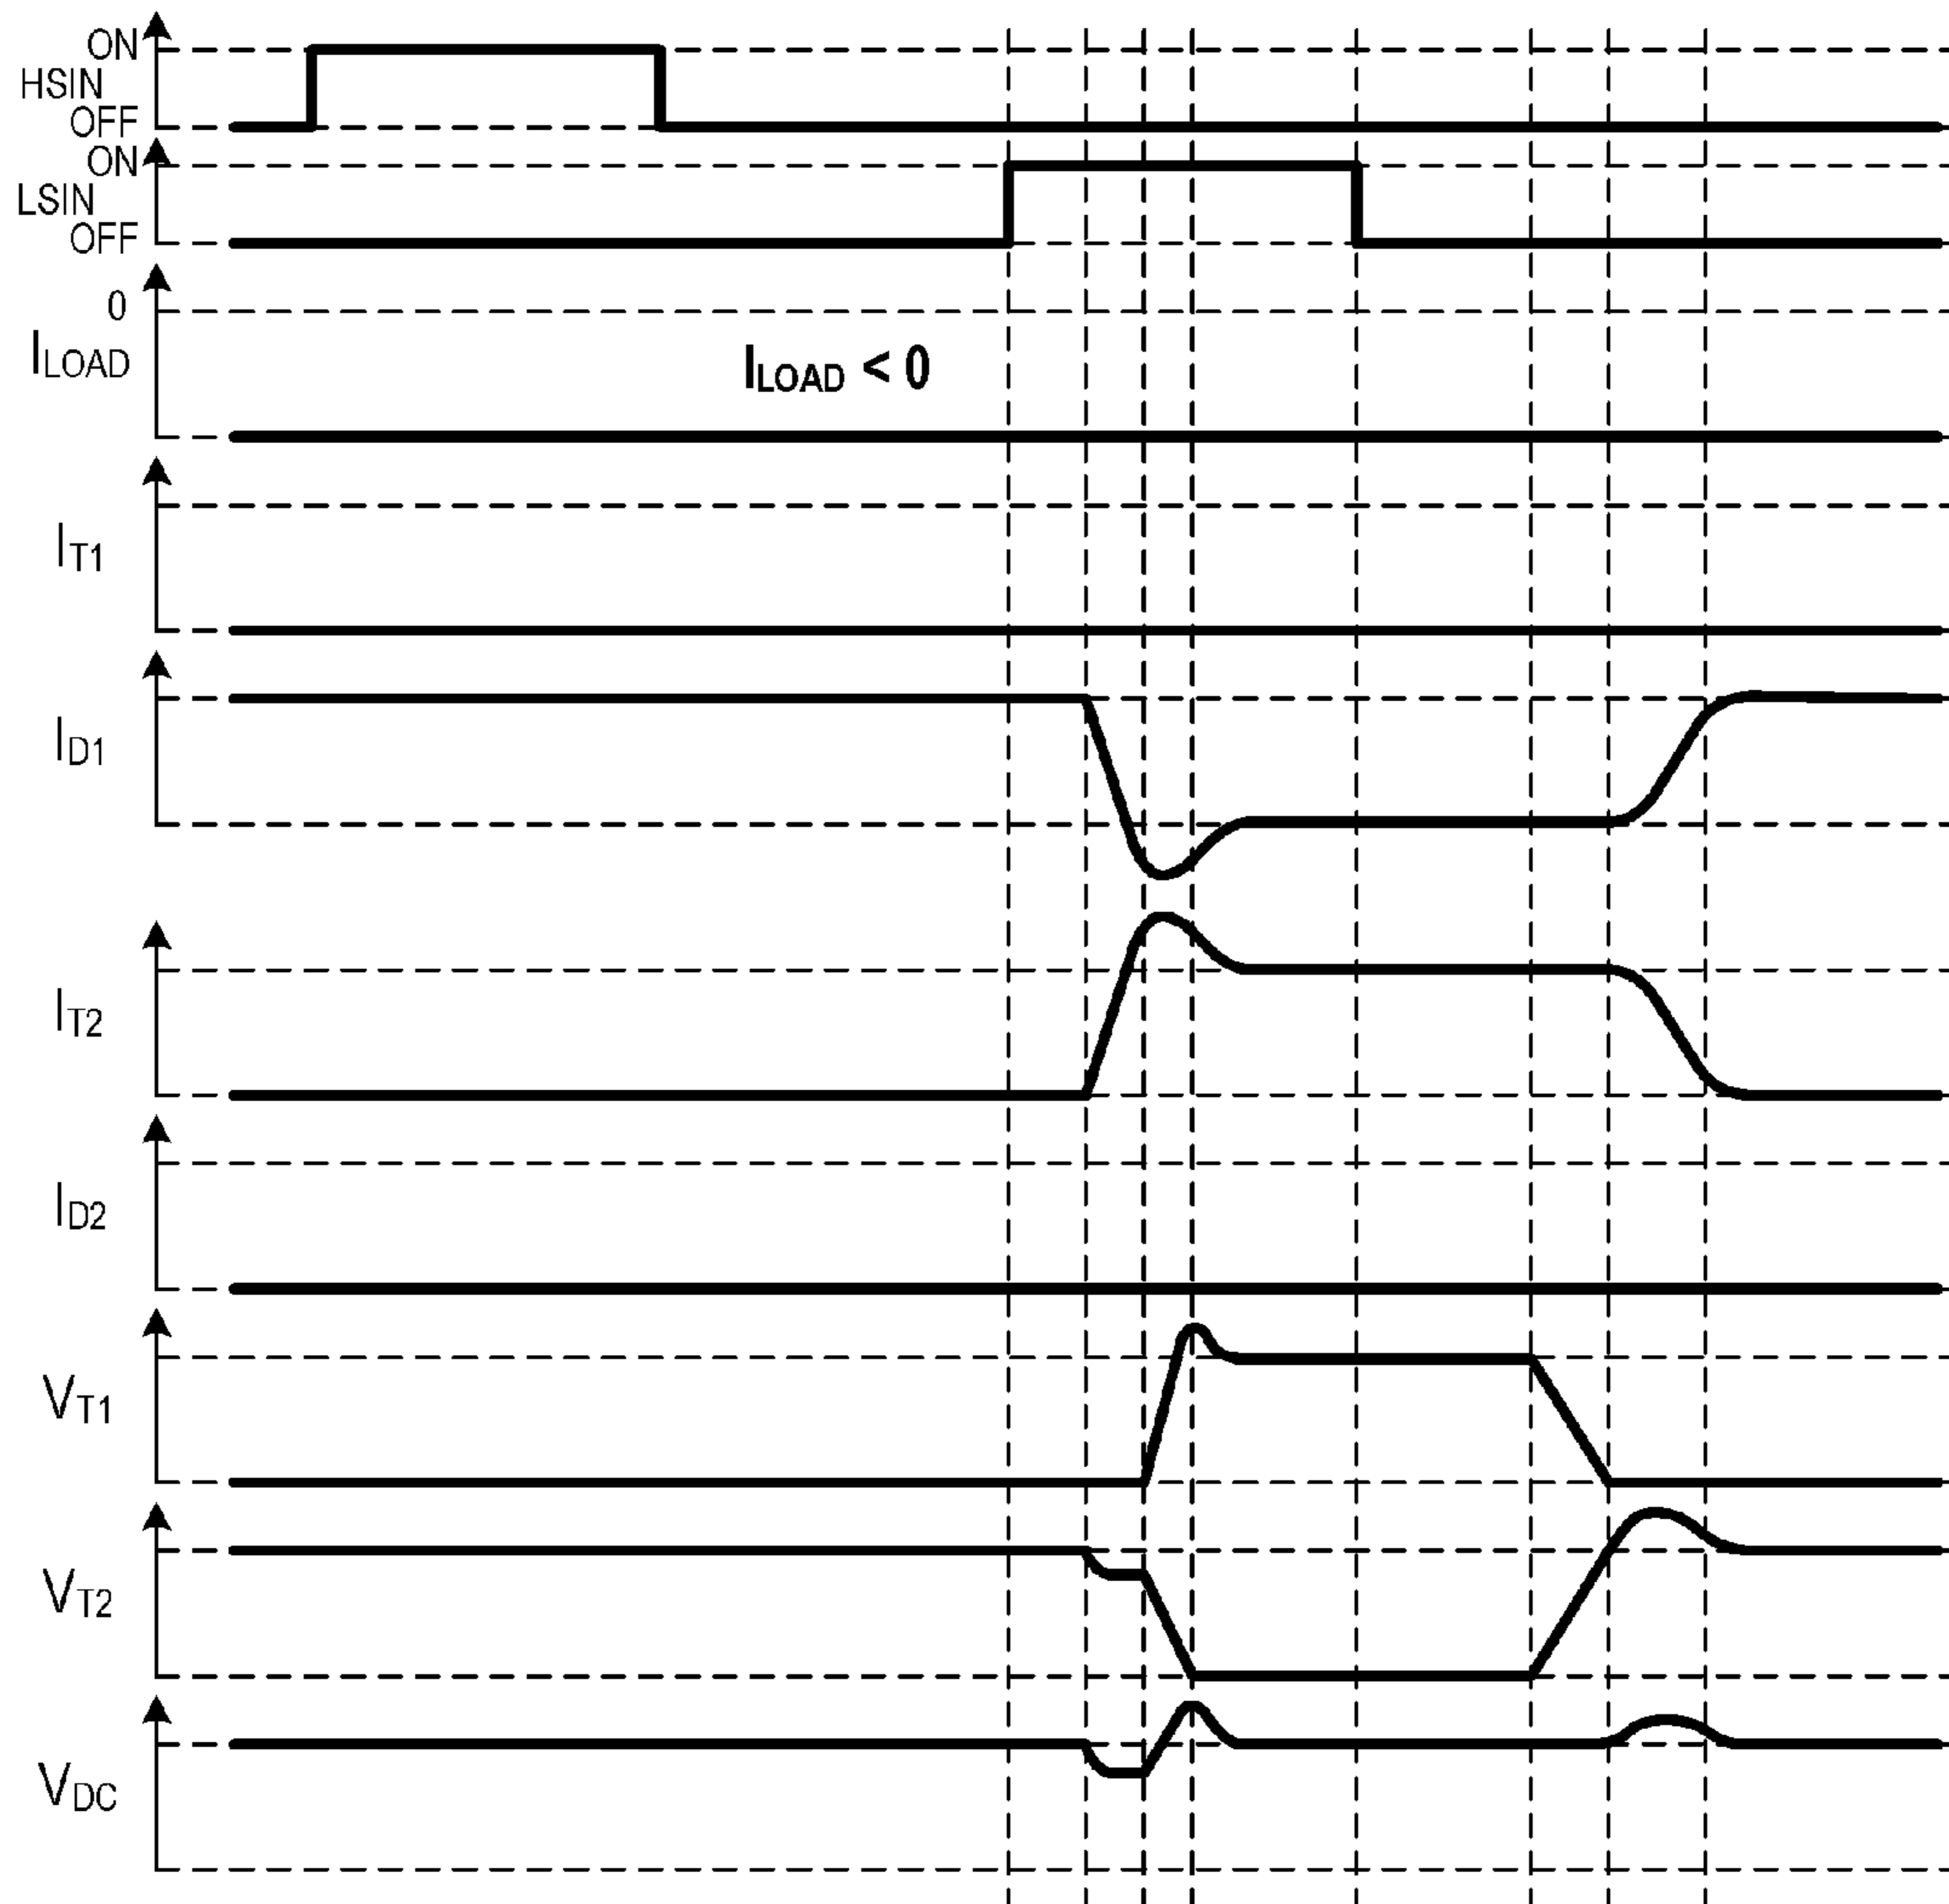 ON
HSIN
OFF
ON
LSIN
OFF
0
ILOAD
ILOAD < 0
IT1
ID1
IT2
ID2
VT1
VT2
VDC